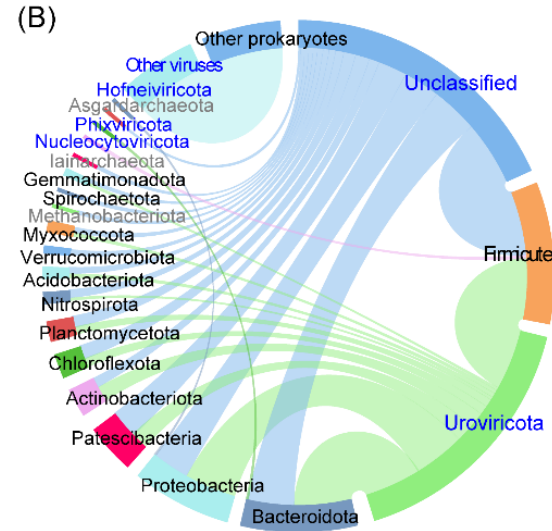 (B)
Other prokaryotes
Other viruses
Unclassified
Hofneiviricota
Asgardarchaeota
Phixviricota
Nucleocytoviricota
Iainarchaeota
Gemmatimonadota
Spirochaetota
Methanobacteriota
Myxococcota
Verrucomicrobiota
Acidobacteriota
Nitrospirota
Planctomycetota
Chloroflexota
Actinobacteriota
Patescibacteria
Proteobacteria
Bacteroidota
Uroviricota
Firmicute